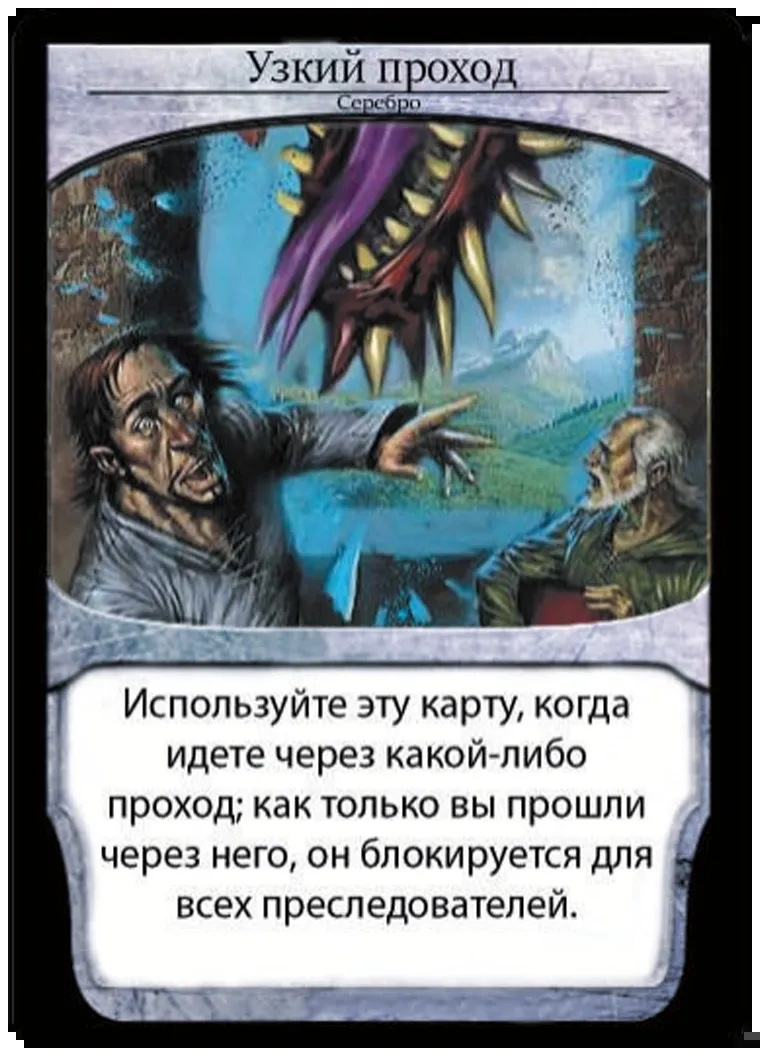 Узкий проход
Серебро
Используйте эту карту, когда
идете через какой-либо
проход; как только вы прошли
через него, он блокируется для
всех преследователей.